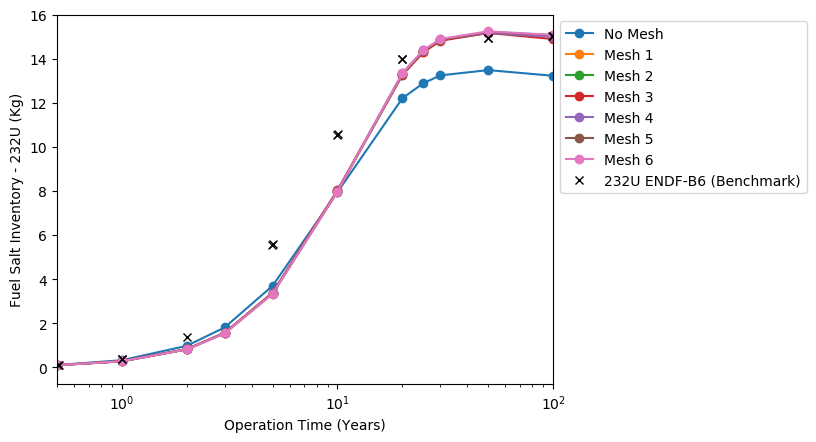 16
14
12
10
8
6
4
2
0
Fuel Salt Inventory - 232U (Kg)
10⁰
10¹
10²
Operation Time (Years)
No Mesh
Mesh 1
Mesh 2
Mesh 3
Mesh 4
Mesh 5
Mesh 6
232U ENDF-B6 (Benchmark)